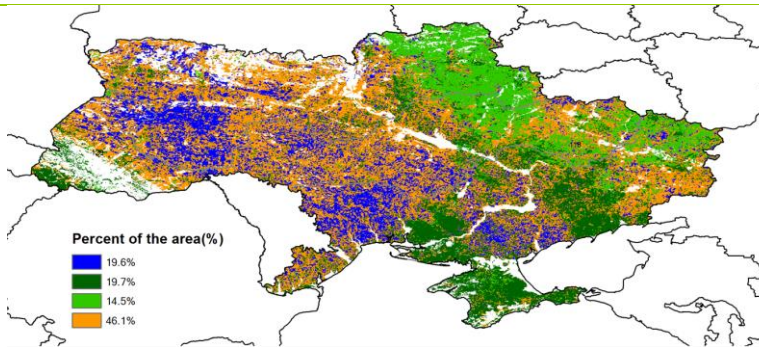 Percent of the area(%)
19.6%
19.7%
14.5%
46.1%